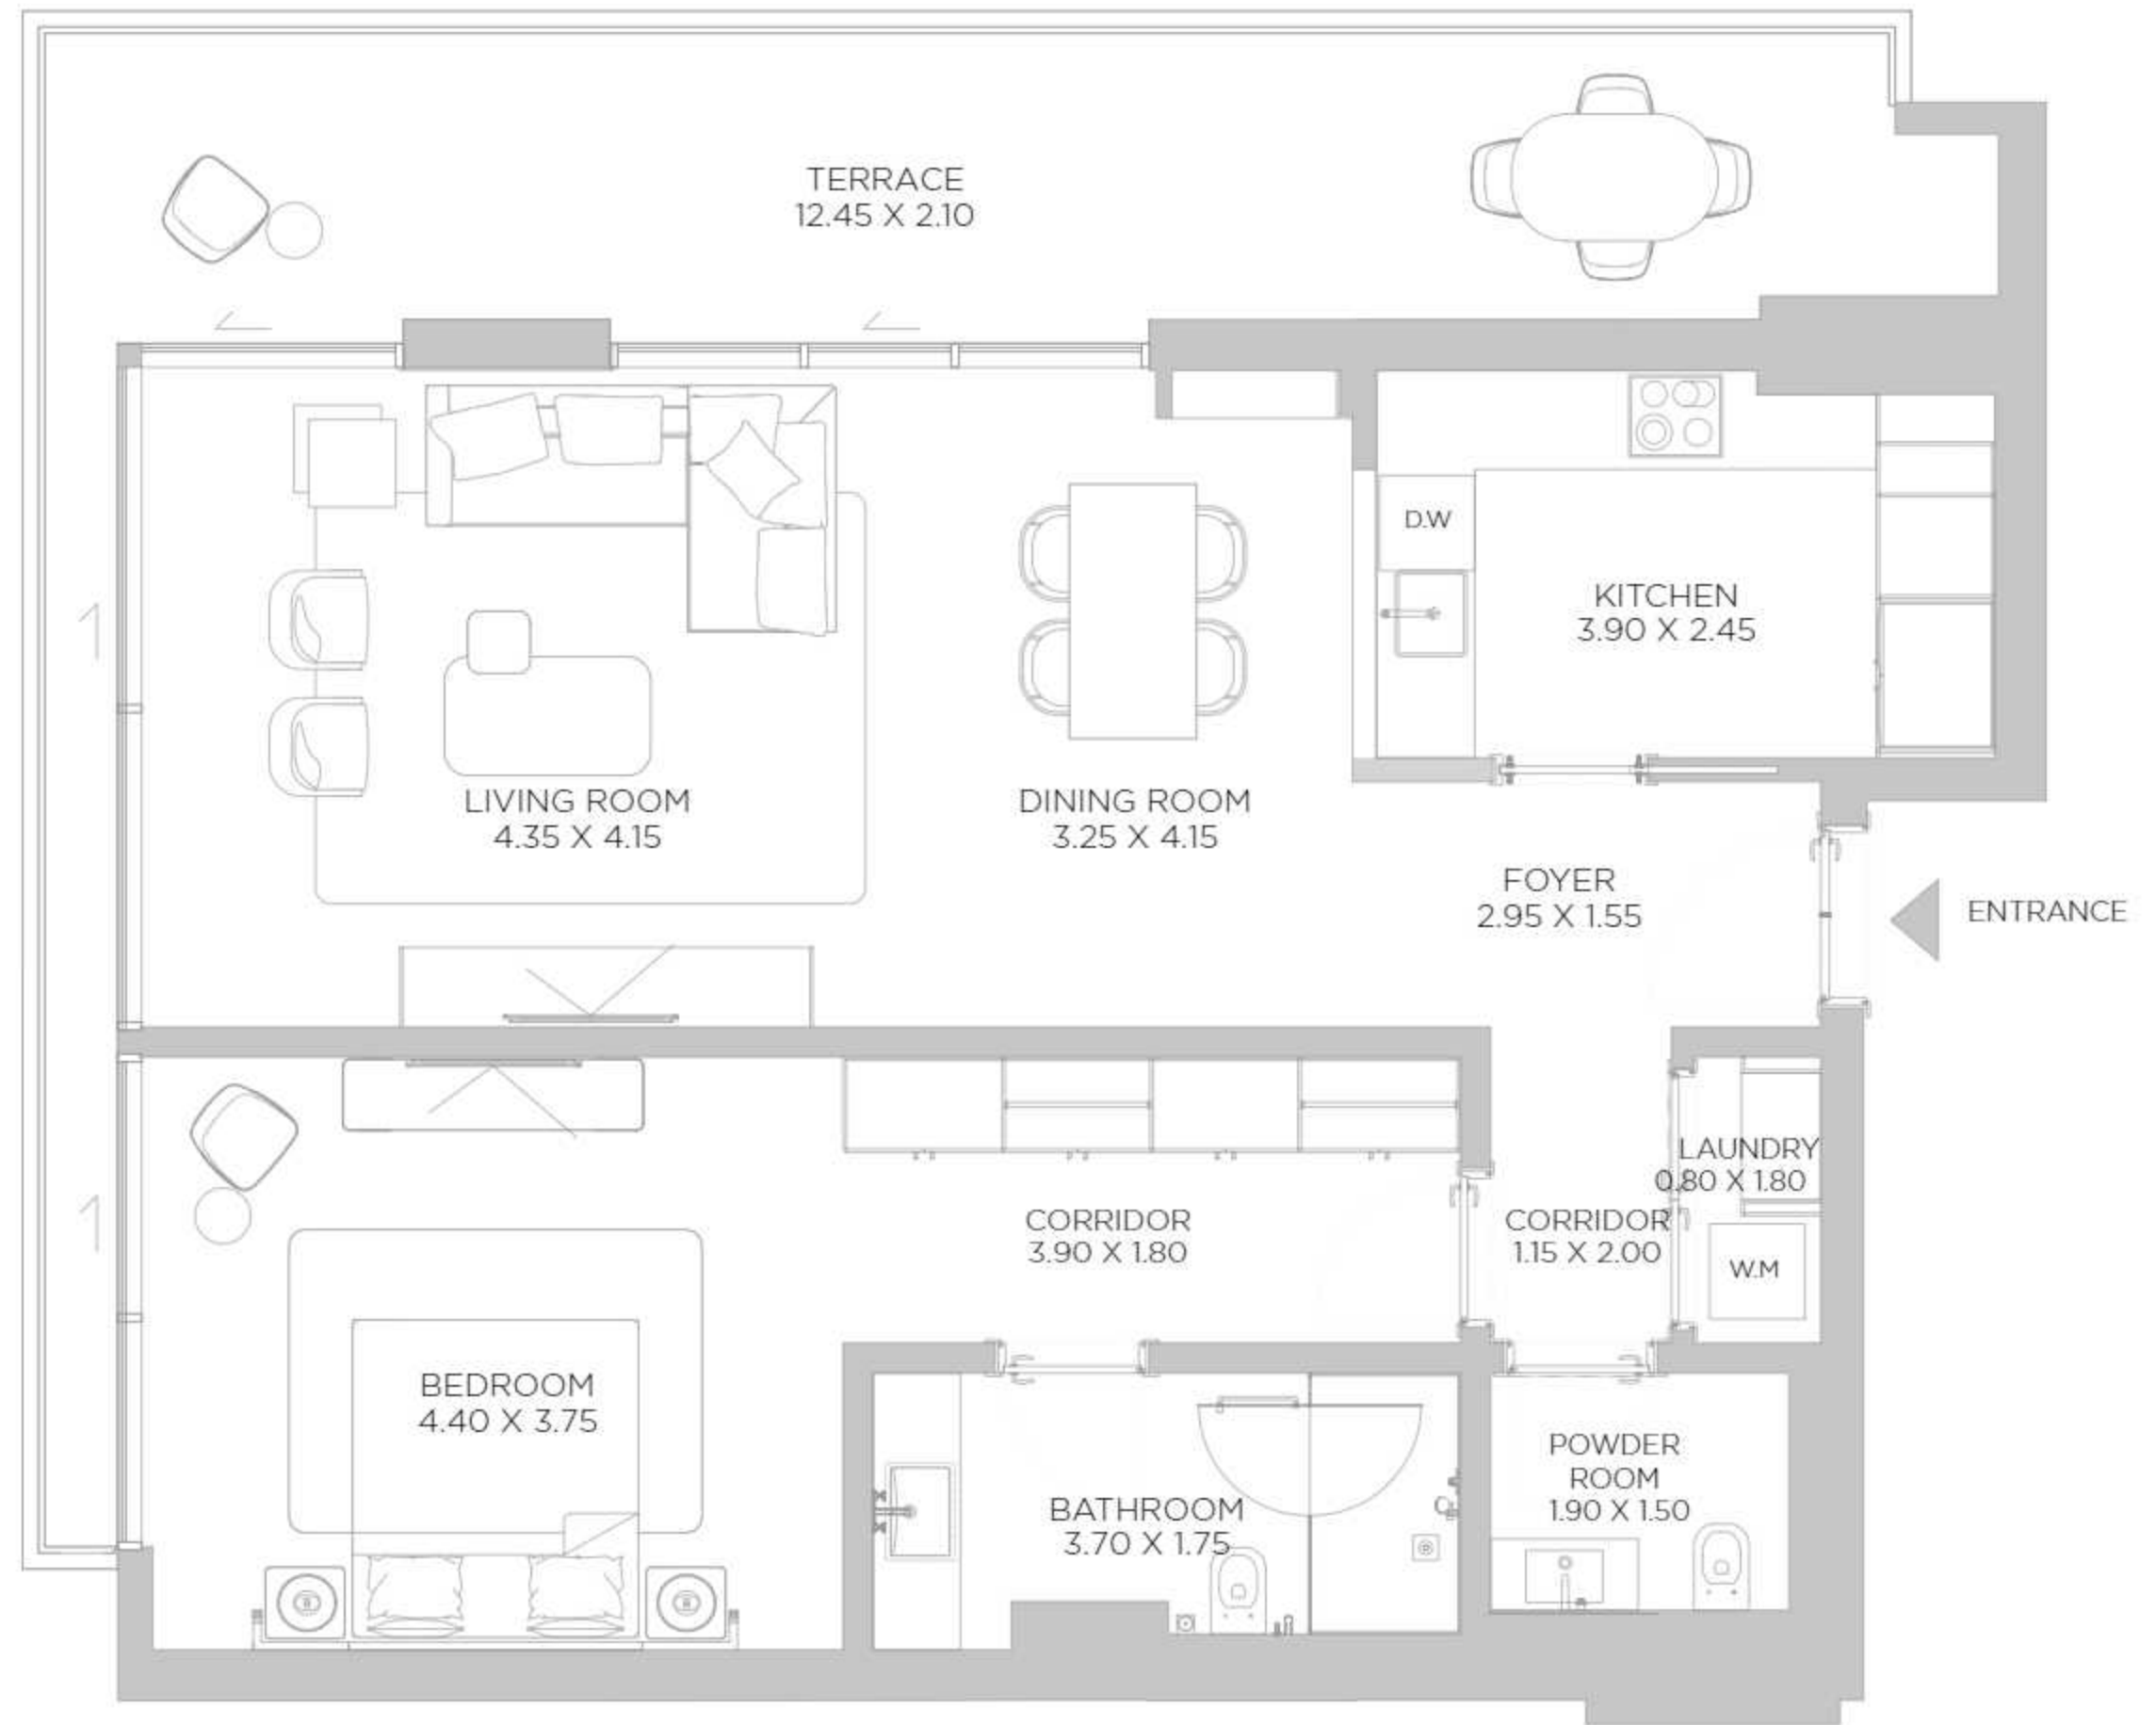 TERRACE
12.45 X 2.10
D.W
KITCHEN
3.90 X 2.45
LIVING ROOM
4.35 X 4.15
DINING ROOM
3.25 X 4.15
FOYER
2.95 X 1.55
ENTRANCE
LAUNDRY
0.80 X 1.80
CORRIDOR
3.90 X 1.80
CORRIDOR
1.15 X 2.00
W.M
BEDROOM
4.40 X 3.75
BATHROOM
3.70 X 1.75
POWDER
ROOM
1.90 X 1.50